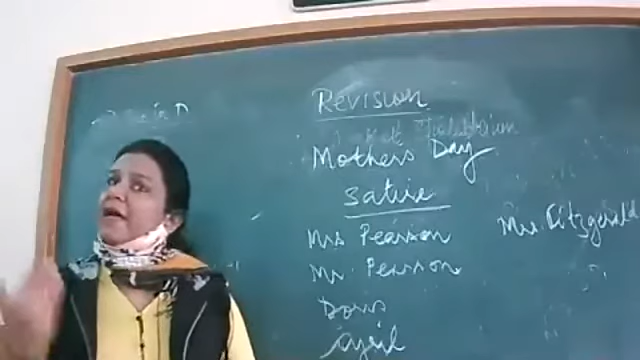 Revision
Mothers Day
Satire
Mrs Pearson
Mrs. Fitzgerald
Mr. Pearson
Doris
Cyril